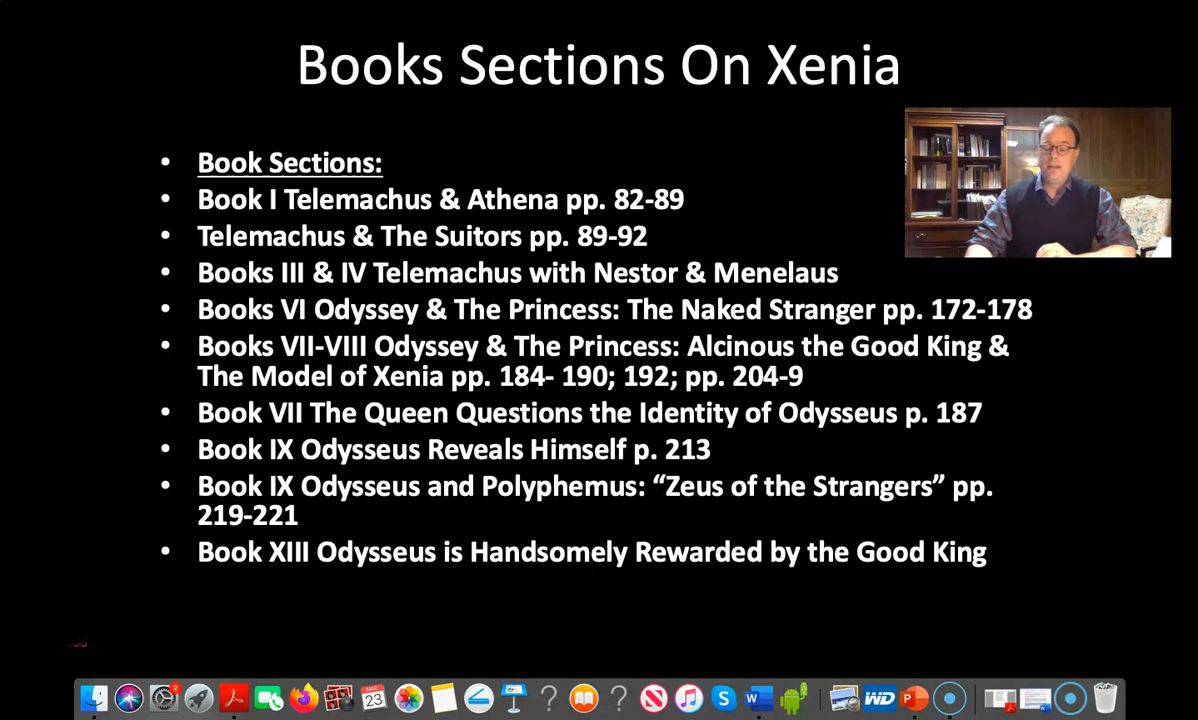 Books Sections On Xenia
• Book Sections:
• Book I Telemachus & Athena pp. 82-89
• Telemachus & The Suitors pp. 89-92
• Books III & IV Telemachus with Nestor & Menelaus
• Books VI Odyssey & The Princess: The Naked Stranger pp. 172-178
• Books VII-VIII Odyssey & The Princess: Alcinous the Good King &
The Model of Xenia pp. 184- 190; 192; pp. 204-9
• Book VII The Queen Questions the Identity of Odysseus p. 187
• Book IX Odysseus Reveals Himself p. 213
• Book IX Odysseus and Polyphemus: “Zeus of the Strangers” pp.
219-221
• Book XIII Odysseus is Handsomely Rewarded by the Good King
2
MAR
23
? ?
W
WD
P